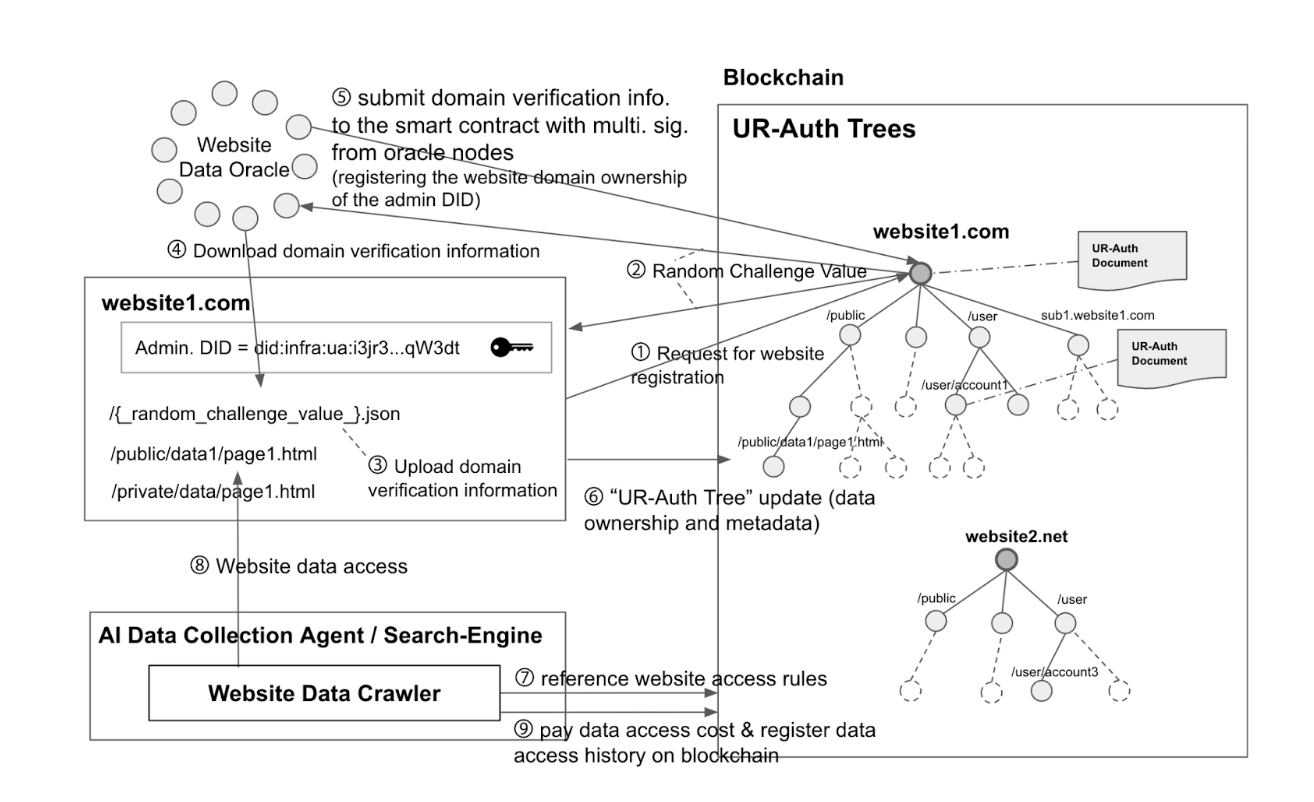 Blockchain
UR-Auth Trees
⑤ submit domain verification info.
to the smart contract with multi. sig.
from oracle nodes
(registering the website domain ownership
of the admin DID)
Website
Data Oracle
④ Download domain verification information
② Random Challenge Value
① Request for website
registration
website1.com
Admin. DID = did:infra:ua:i3jr3...qW3dt
/{_random_challenge_value_}.json
/public/data1/page1.html
/private/data/page1.html
③ Upload domain
verification information
⑥ “UR-Auth Tree” update (data
ownership and metadata)
⑧ Website data access
AI Data Collection Agent / Search-Engine
Website Data Crawler
⑦ reference website access rules
⑨ pay data access cost & register data
access history on blockchain
website1.com
UR-Auth
Document
/public
/user
sub1.website1.com
UR-Auth
Document
/user/account1
/public/data1/page1.html
website2.net
/public
/user
/user/account3